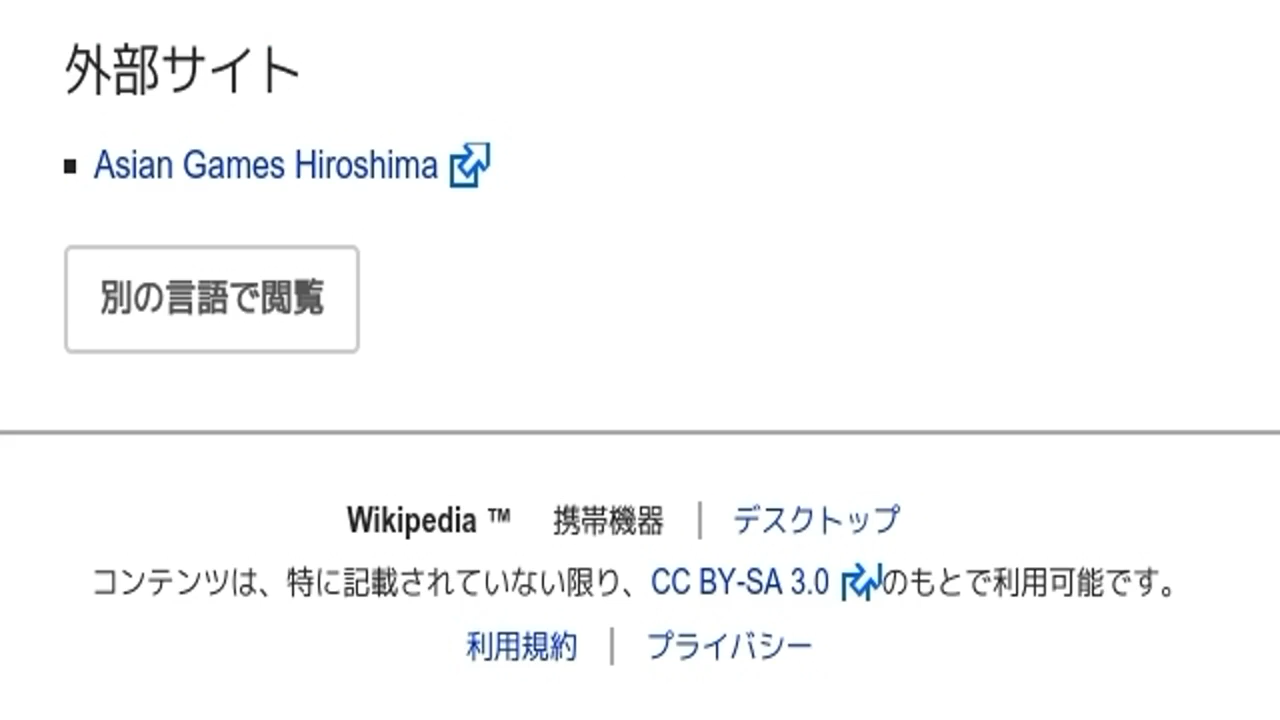 外部サイト
Asian Games Hiroshima
別の言語で閲覧
Wikipedia ™ 携帯機器 | デスクトップ
コンテンツは、特に記載されていない限り、CC BY-SA 3.0 のもとで利用可能です。
利用規約 | プライバシー